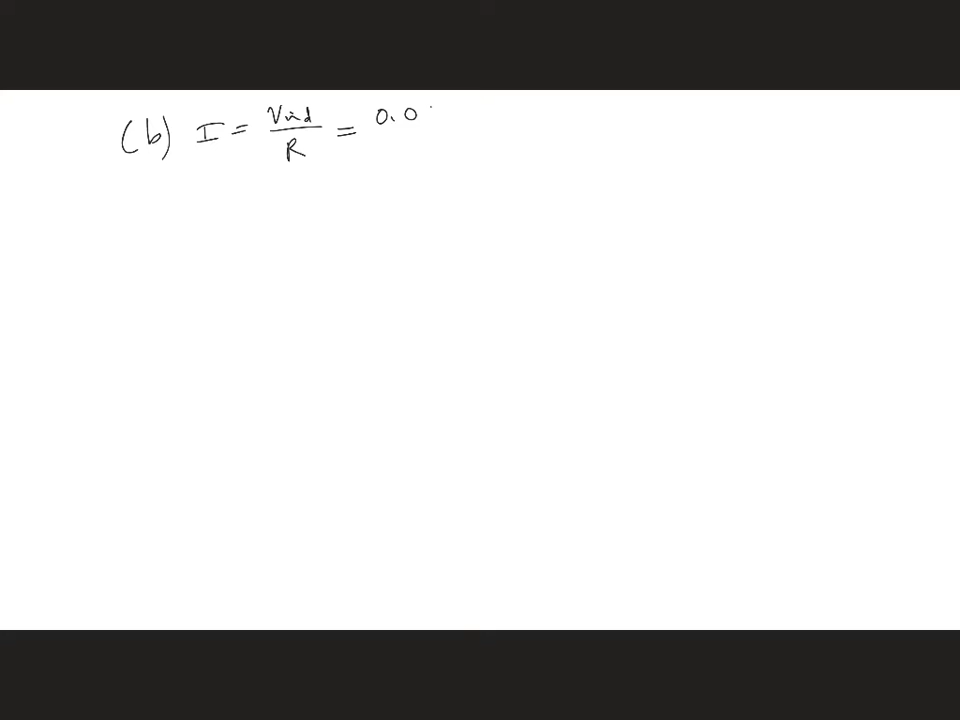 (b) I = Vind / R = 0.0